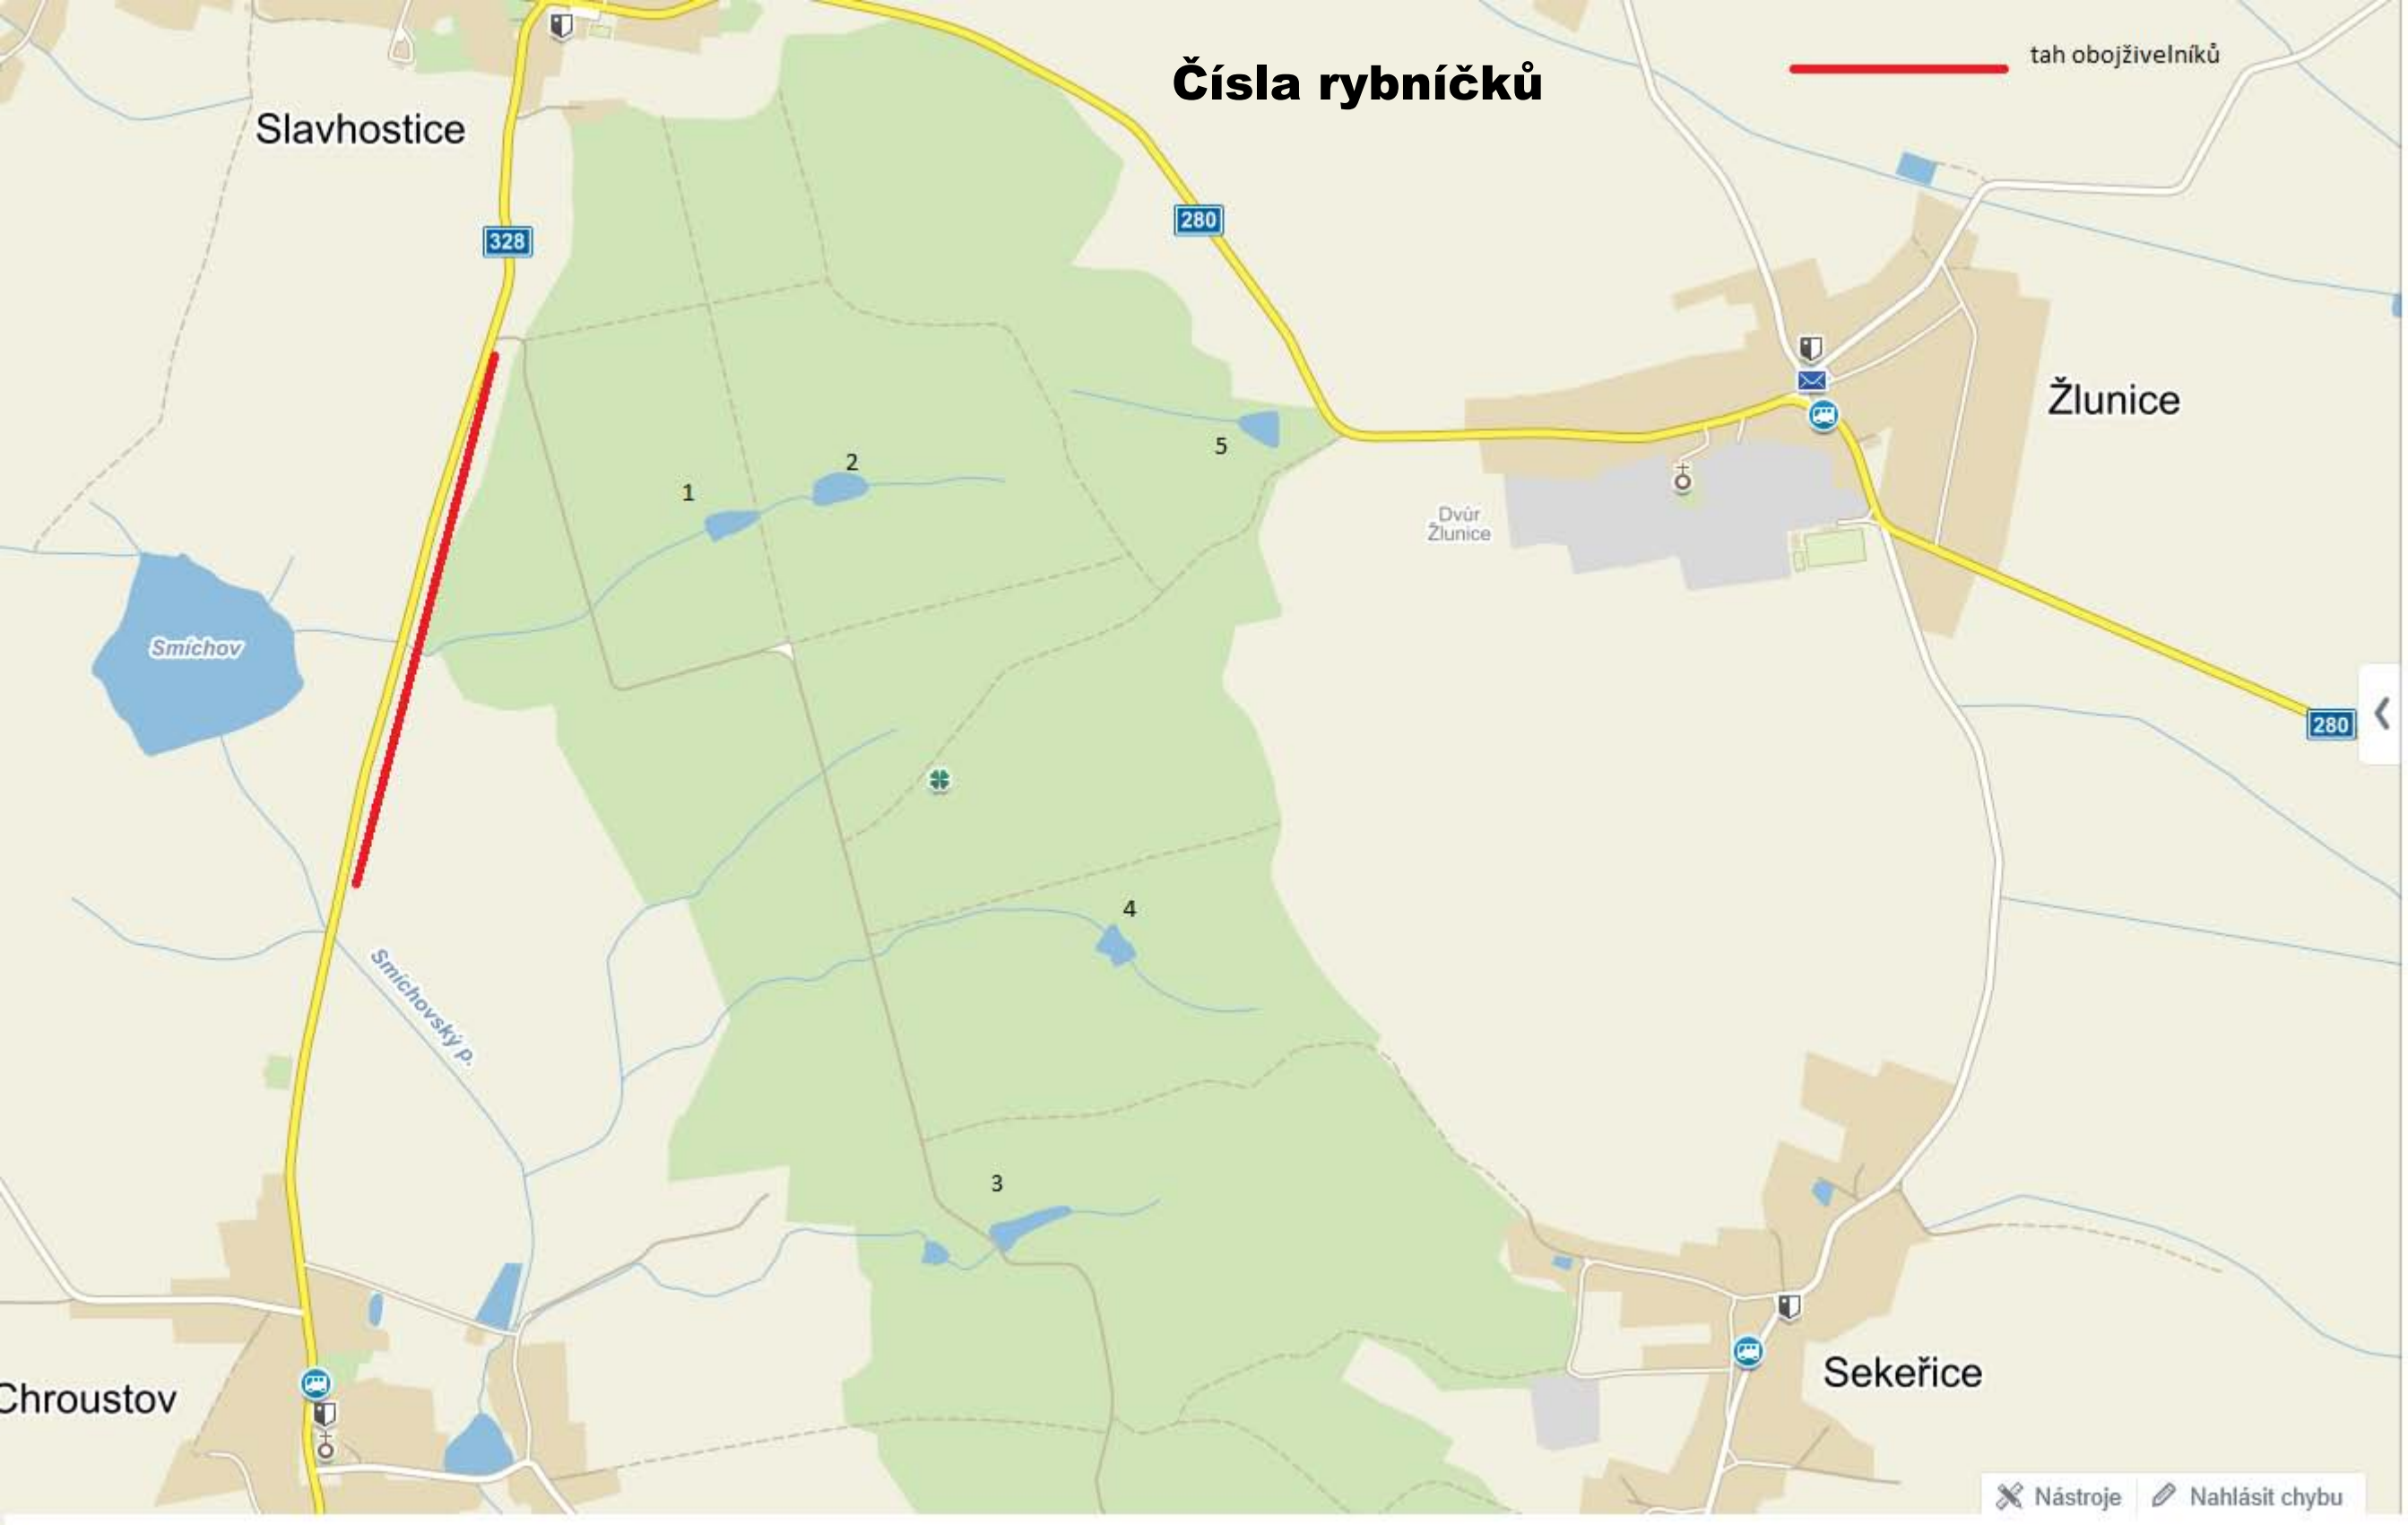 Čísla rybníčků
tah obojživelníků
Slavhostice
328
280
Žlunice
5
2
1
Dvůr
Žlunice
Smíchov
280
4
Smíchovský p.
3
Sekeřice
Chroustov
Nástroje
Nahlásit chybu